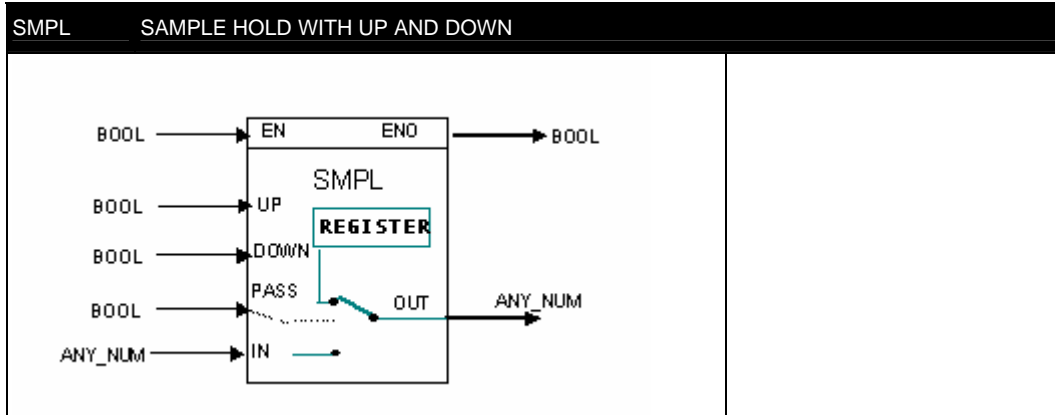 SMPL SAMPLE HOLD WITH UP AND DOWN
BOOL EN ENO BOOL
SMPL
BOOL UP
REGISTER
BOOL DOWN
PASS
BOOL OUT ANY_NUM
ANY_NUM IN